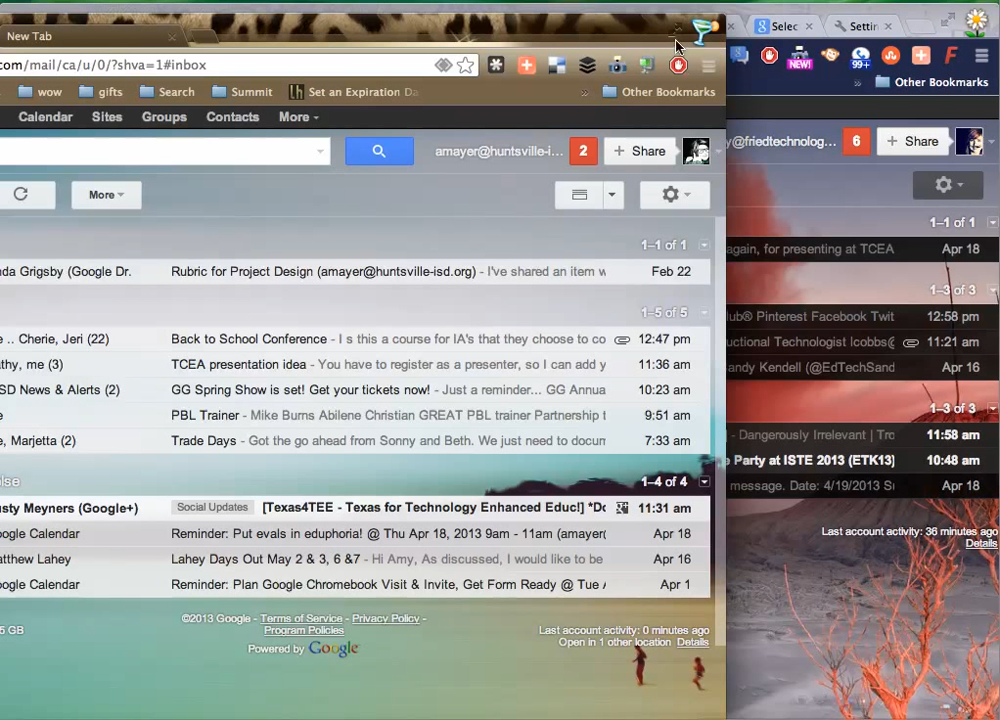 New Tab
Selec
Settin
com/mail/ca/u/0/?shva=1#inbox
NEW!
99+
wow gifts Search Summit Set an Expiration Da » Other Bookmarks
» Other Bookmarks
Calendar Sites Groups Contacts More
amayer@huntsville-i... 2 + Share
y@friedtechnolog... 6 + Share
More
1–1 of 1
nda Grigsby (Google Dr. Rubric for Project Design (amayer@huntsville-isd.org) - I've shared an item w Feb 22
1–5 of 5
.. Cherie, Jeri (22) Back to School Conference - I s this a course for IA's that they choose to co 12:47 pm
thy, me (3) TCEA presentation idea - You have to register as a presenter, so I can add y 11:36 am
SD News & Alerts (2) GG Spring Show is set! Get your tickets now! - Just a reminder... GG Annua 10:23 am
e PBL Trainer - Mike Burns Abilene Christian GREAT PBL trainer Partnership t 9:51 am
, Marjetta (2) Trade Days - Got the go ahead from Sonny and Beth. We just need to docum 7:33 am
else 1–4 of 4
usty Meyners (Google+) Social Updates [Texas4TEE - Texas for Technology Enhanced Educ!] *Do 11:31 am
ogle Calendar Reminder: Put evals in eduphoria! @ Thu Apr 18, 2013 9am - 11am (amayer( Apr 18
atthew Lahey Lahey Days Out May 2 & 3, 6 &7 - Hi Amy, As discussed, I would like to be Apr 16
ogle Calendar Reminder: Plan Google Chromebook Visit & Invite, Get Form Ready @ Tue Apr 1
5 GB
©2013 Google - Terms of Service - Privacy Policy -
Program Policies
Powered by Google
Last account activity: 0 minutes ago
Open in 1 other location Details
1–1 of 1
again, for presenting at TCEA Apr 18
1–3 of 3
lub® Pinterest Facebook Twit 12:58 pm
uctional Technologist lcobbs@ 11:21 am
andy Kendell (@EdTechSand Apr 16
1–3 of 3
- Dangerously Irrelevant | Tro 11:58 am
e Party at ISTE 2013 (ETK13) 10:48 am
message. Date: 4/19/2013 Su Apr 18
Last account activity: 36 minutes ago
Details